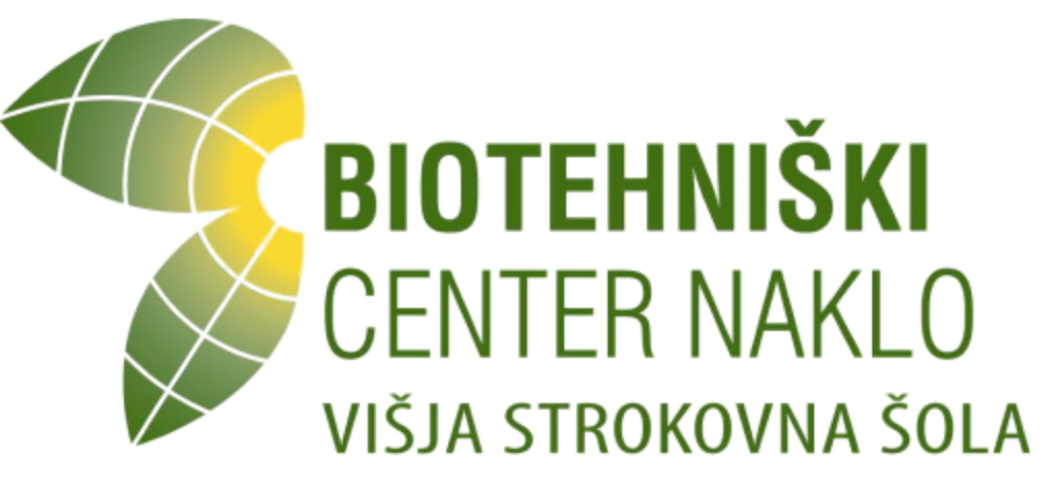 BIOTEHNIŠKI
CENTER NAKLO
VIŠJA STROKOVNA ŠOLA